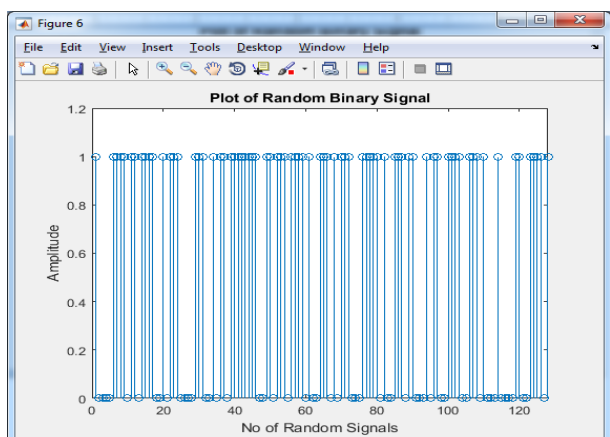 Figure 6
File Edit View Insert Tools Desktop Window Help
Plot of Random Binary Signal
1.2
1
0.8
0.6
0.4
0.2
0
Amplitude
0 20 40 60 80 100 120
No of Random Signals